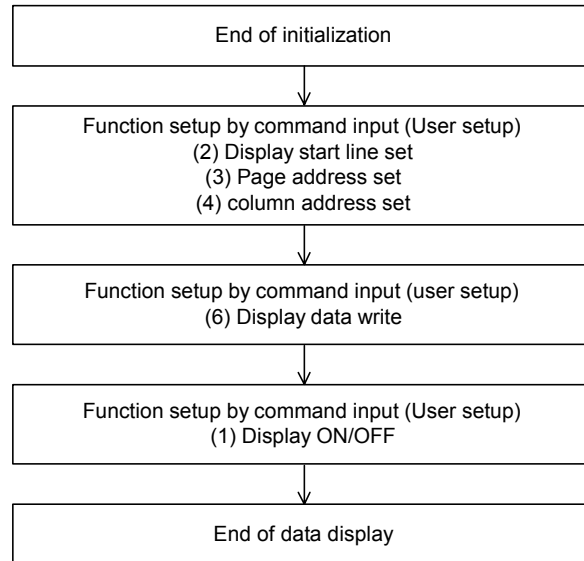 End of initialization
Function setup by command input (User setup)
(2) Display start line set
(3) Page address set
(4) column address set
Function setup by command input (user setup)
(6) Display data write
Function setup by command input (User setup)
(1) Display ON/OFF
End of data display